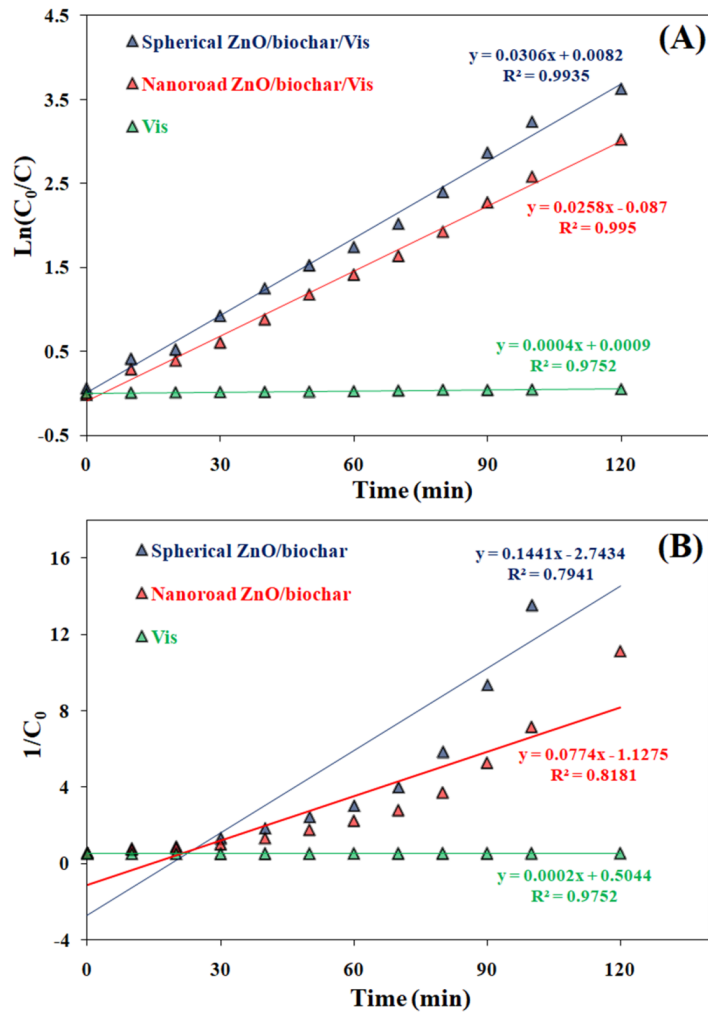 (A)
Spherical ZnO/biochar/Vis
Nanoroad ZnO/biochar/Vis
Vis
y = 0.0306x + 0.0082
R² = 0.9935
y = 0.0258x - 0.087
R² = 0.995
y = 0.0004x + 0.0009
R² = 0.9752
Ln(C₀/C)
4.5
3.5
2.5
1.5
0.5
-0.5
0 30 60 90 120
Time (min)
(B)
Spherical ZnO/biochar
Nanoroad ZnO/biochar
Vis
y = 0.1441x - 2.7434
R² = 0.7941
y = 0.0774x - 1.1275
R² = 0.8181
y = 0.0002x + 0.5044
R² = 0.9752
1/C₀
16
12
8
4
0
-4
0 30 60 90 120
Time (min)